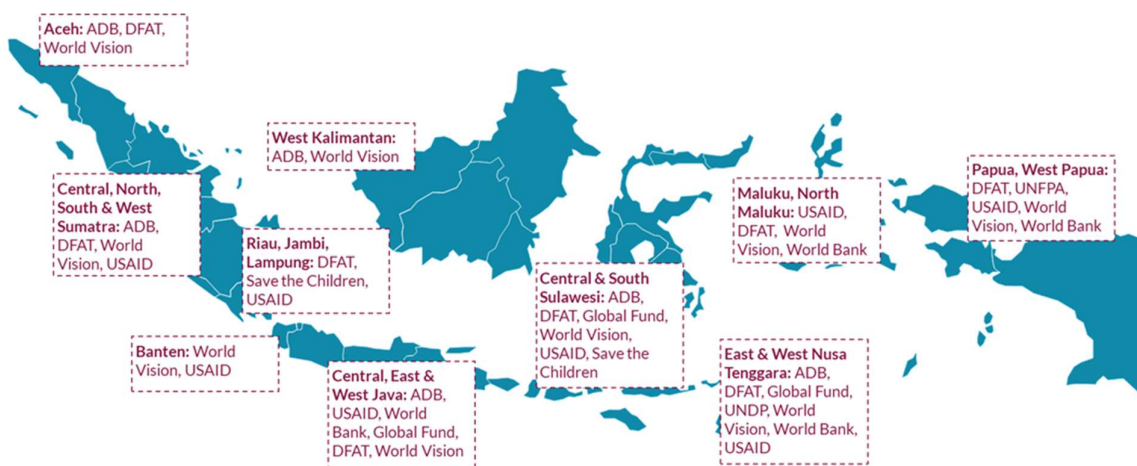 Aceh: ADB, DFAT,
World Vision
West Kalimantan:
ADB, World Vision
Central, North,
South & West
Sumatra: ADB,
DFAT, World
Vision, USAID
Riau, Jambi,
Lampung: DFAT,
Save the Children,
USAID
Maluku, North
Maluku: USAID,
DFAT, World
Vision, World Bank
Papua, West Papua:
DFAT, UNFPA,
USAID, World
Vision, World Bank
Central & South
Sulawesi: ADB,
DFAT, Global Fund,
World Vision,
USAID, Save the
Children
Banten: World
Vision, USAID
Central, East &
West Java: ADB,
USAID, World
Bank, Global Fund,
DFAT, World Vision
East & West Nusa
Tenggara: ADB,
DFAT, Global Fund,
UNDP, World
Vision, World Bank,
USAID